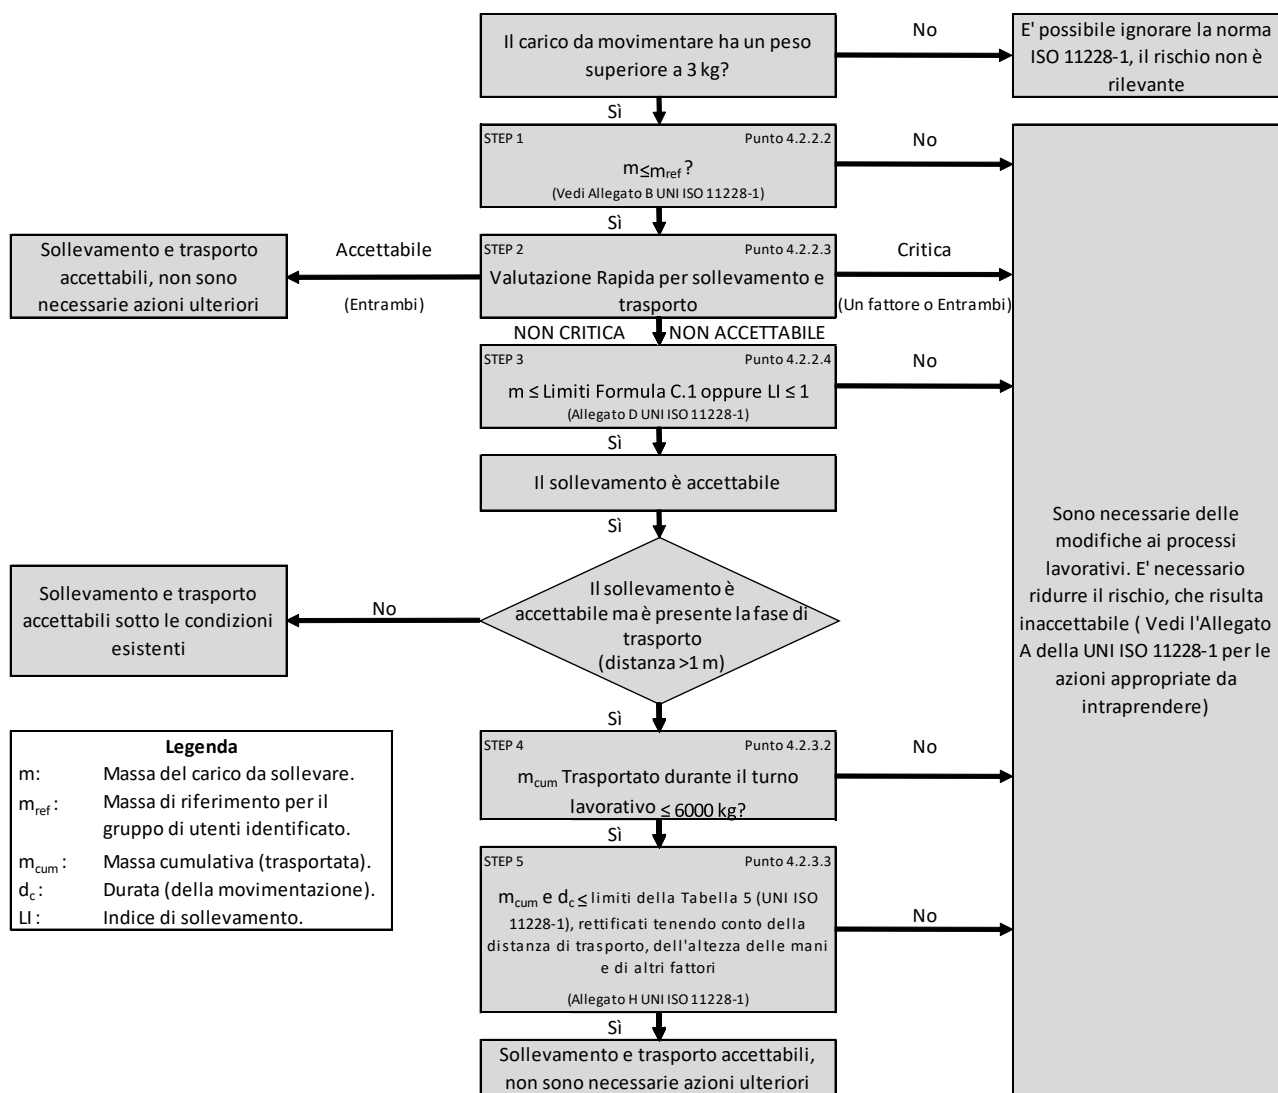 Il carico da movimentare ha un peso
superiore a 3 kg?
No
E' possibile ignorare la norma
ISO 11228-1, il rischio non è
rilevante
Sì
STEP 1
Punto 4.2.2.2
m≤mref ?
(Vedi Allegato B UNI ISO 11228-1)
No
Sì
Sollevamento e trasporto
accettabili, non sono
necessarie azioni ulteriori
Accettabile
(Entrambi)
STEP 2
Punto 4.2.2.3
Valutazione Rapida per sollevamento e
trasporto
Critica
(Un fattore o Entrambi)
NON CRITICA
NON ACCETTABILE
STEP 3
Punto 4.2.2.4
m ≤ Limiti Formula C.1 oppure LI ≤ 1
(Allegato D UNI ISO 11228-1)
No
Sì
Il sollevamento è accettabile
Sì
Il sollevamento è
accettabile ma è presente la fase di
trasporto
(distanza >1 m)
No
Sollevamento e trasporto
accettabili sotto le condizioni
esistenti
Sono necessarie delle
modifiche ai processi
lavorativi. E' necessario
ridurre il rischio, che risulta
inaccettabile ( Vedi l'Allegato
A della UNI ISO 11228-1 per le
azioni appropriate da
intraprendere)
Sì
STEP 4
Punto 4.2.3.2
mcum Trasportato durante il turno
lavorativo ≤ 6000 kg?
No
Sì
STEP 5
Punto 4.2.3.3
mcum e dc ≤ limiti della Tabella 5 (UNI ISO
11228-1), rettificati tenendo conto della
distanza di trasporto, dell'altezza delle mani
e di altri fattori
(Allegato H UNI ISO 11228-1)
No
Sì
Sollevamento e trasporto accettabili,
non sono necessarie azioni ulteriori
Legenda
m: Massa del carico da sollevare.
mref : Massa di riferimento per il
gruppo di utenti identificato.
mcum : Massa cumulativa (trasportata).
dc : Durata (della movimentazione).
LI : Indice di sollevamento.